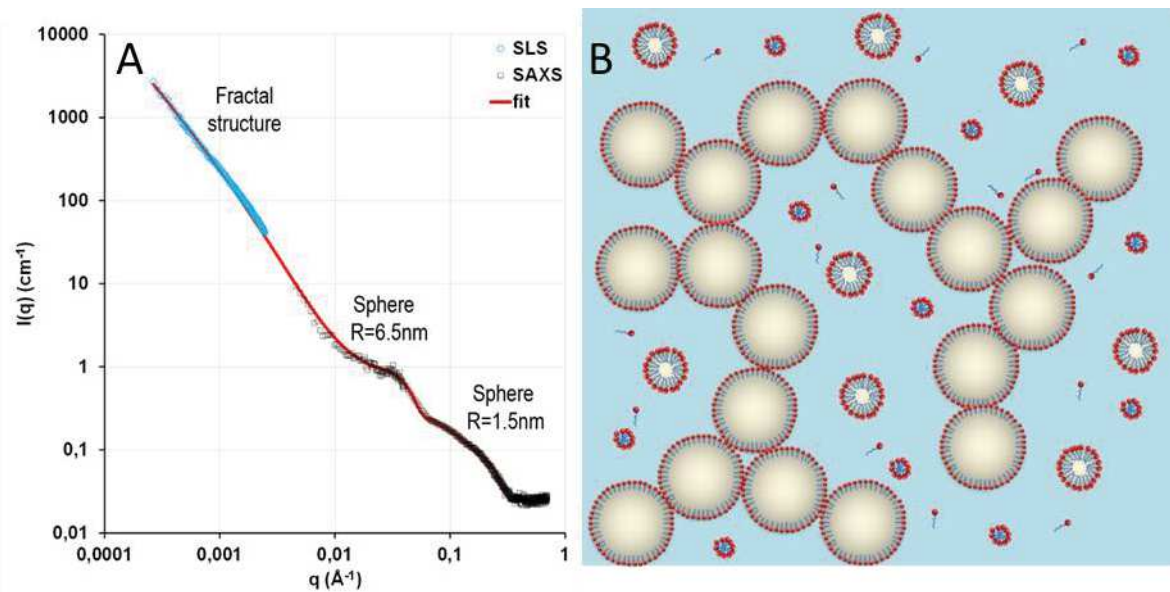 A
B
SLS
SAXS
fit
Fractal
structure
Sphere
R=6.5nm
Sphere
R=1.5nm
I(q) (cm⁻¹)
10000
1000
100
10
1
0,1
0,01
0,0001
0,001
0,01
0,1
1
q (Å⁻¹)